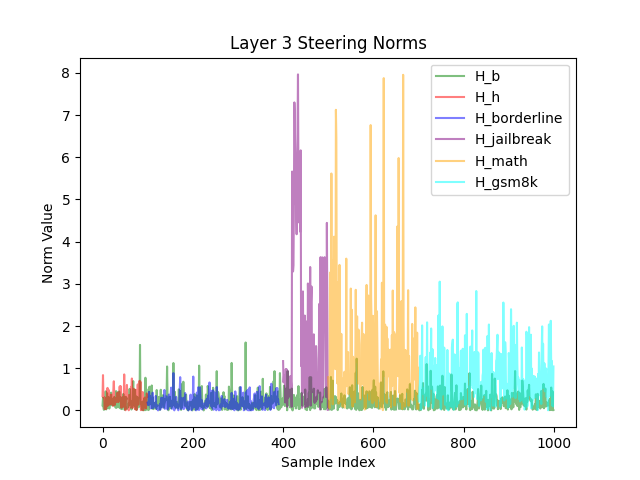 Layer 3 Steering Norms
8
7
6
5
4
3
2
1
0
Norm Value
H_b
H_h
H_borderline
H_jailbreak
H_math
H_gsm8k
0
200
400
600
800
1000
Sample Index